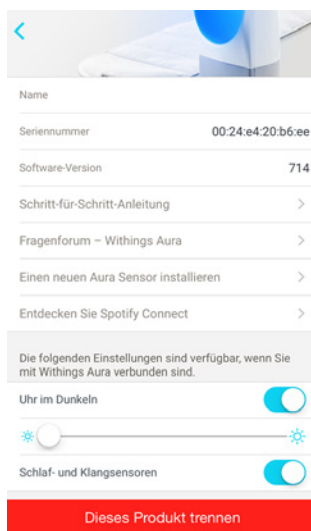 Name
Seriennummer 00:24:e4:20:b6:ee
Software-Version 714
Schritt-für-Schritt-Anleitung
Fragenforum – Withings Aura
Einen neuen Aura Sensor installieren
Entdecken Sie Spotify Connect
Die folgenden Einstellungen sind verfügbar, wenn Sie
mit Withings Aura verbunden sind.
Uhr im Dunkeln
Schlaf- und Klangsensoren
Dieses Produkt trennen